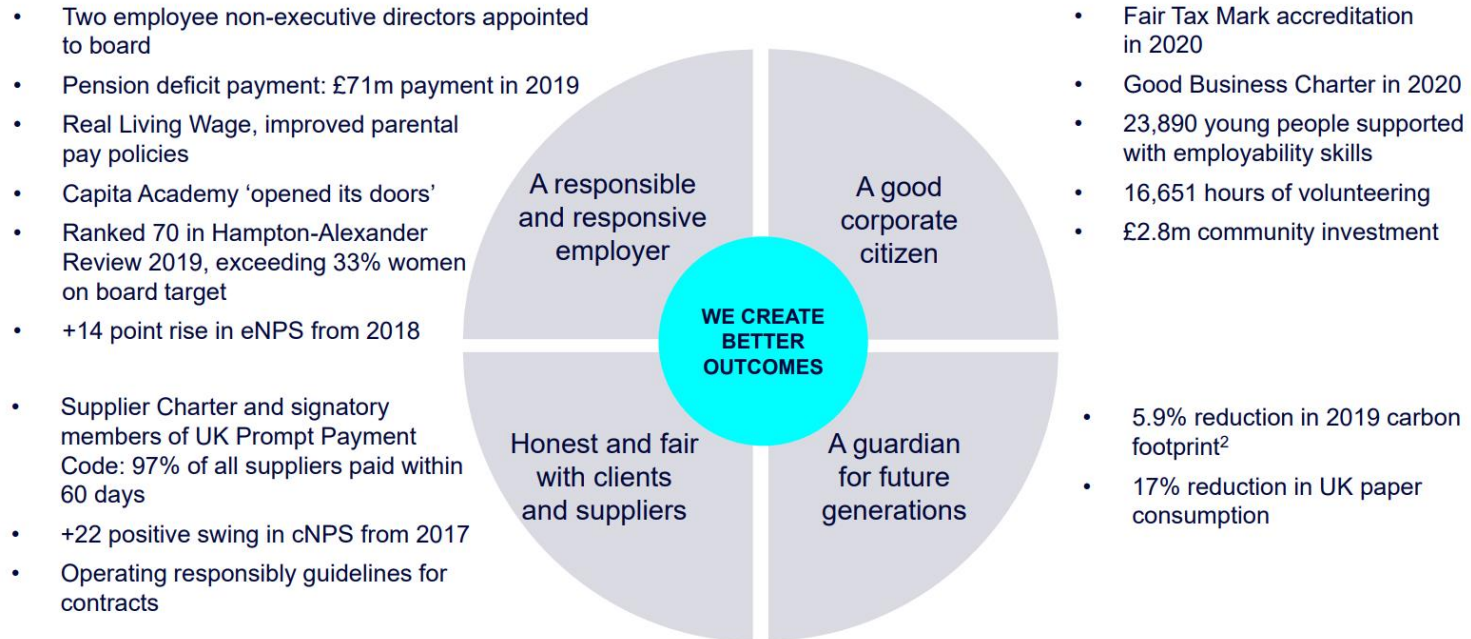 • Two employee non-executive directors appointed
to board
• Pension deficit payment: £71m payment in 2019
• Real Living Wage, improved parental
pay policies
• Capita Academy ‘opened its doors’
• Ranked 70 in Hampton-Alexander
Review 2019, exceeding 33% women
on board target
• +14 point rise in eNPS from 2018
A responsible
and responsive
employer
A good
corporate
citizen
• Fair Tax Mark accreditation
in 2020
• Good Business Charter in 2020
• 23,890 young people supported
with employability skills
• 16,651 hours of volunteering
• £2.8m community investment
WE CREATE
BETTER
OUTCOMES
• Supplier Charter and signatory
members of UK Prompt Payment
Code: 97% of all suppliers paid within
60 days
• +22 positive swing in cNPS from 2017
• Operating responsibly guidelines for
contracts
Honest and fair
with clients
and suppliers
A guardian
for future
generations
• 5.9% reduction in 2019 carbon
footprint²
• 17% reduction in UK paper
consumption